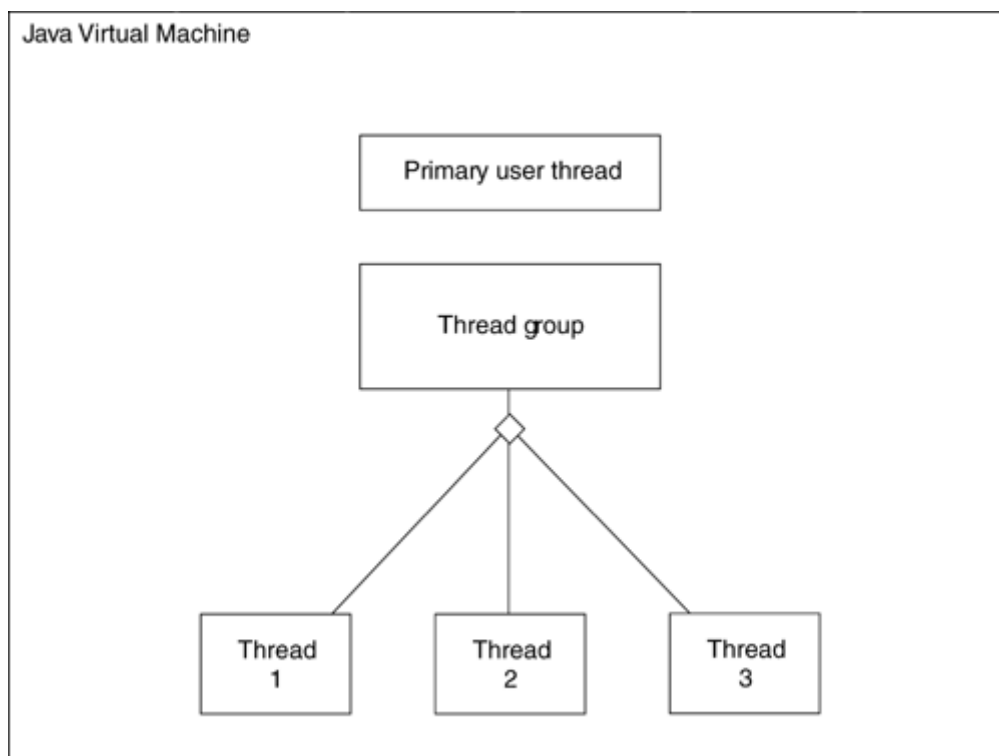 Java Virtual Machine
Primary user thread
Thread group
Thread
1
Thread
2
Thread
3